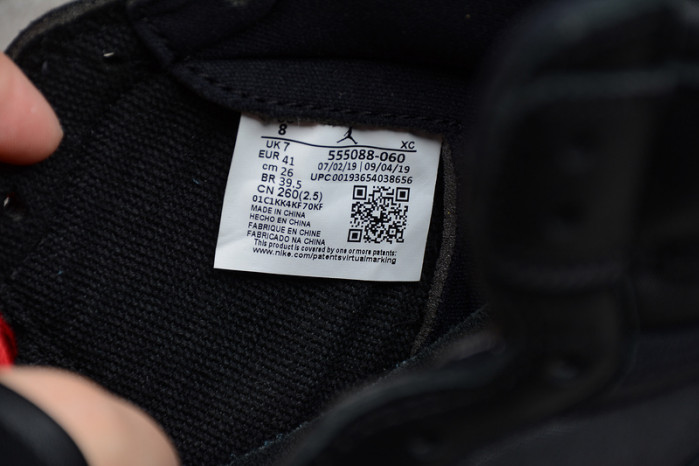 8 XC
UK 7 555088-060
EUR 41 07/02/19 | 09/04/19
cm 26 UPC00193654038656
BR 39,5
CN 260(2.5)
01C1KK4KF70KF
MADE IN CHINA
HECHO EN CHINA
FABRIQUE EN CHINE
FABRICADO NA CHINA
This product is covered by one or more patents:
www.nike.com/patentsvirtualmarking